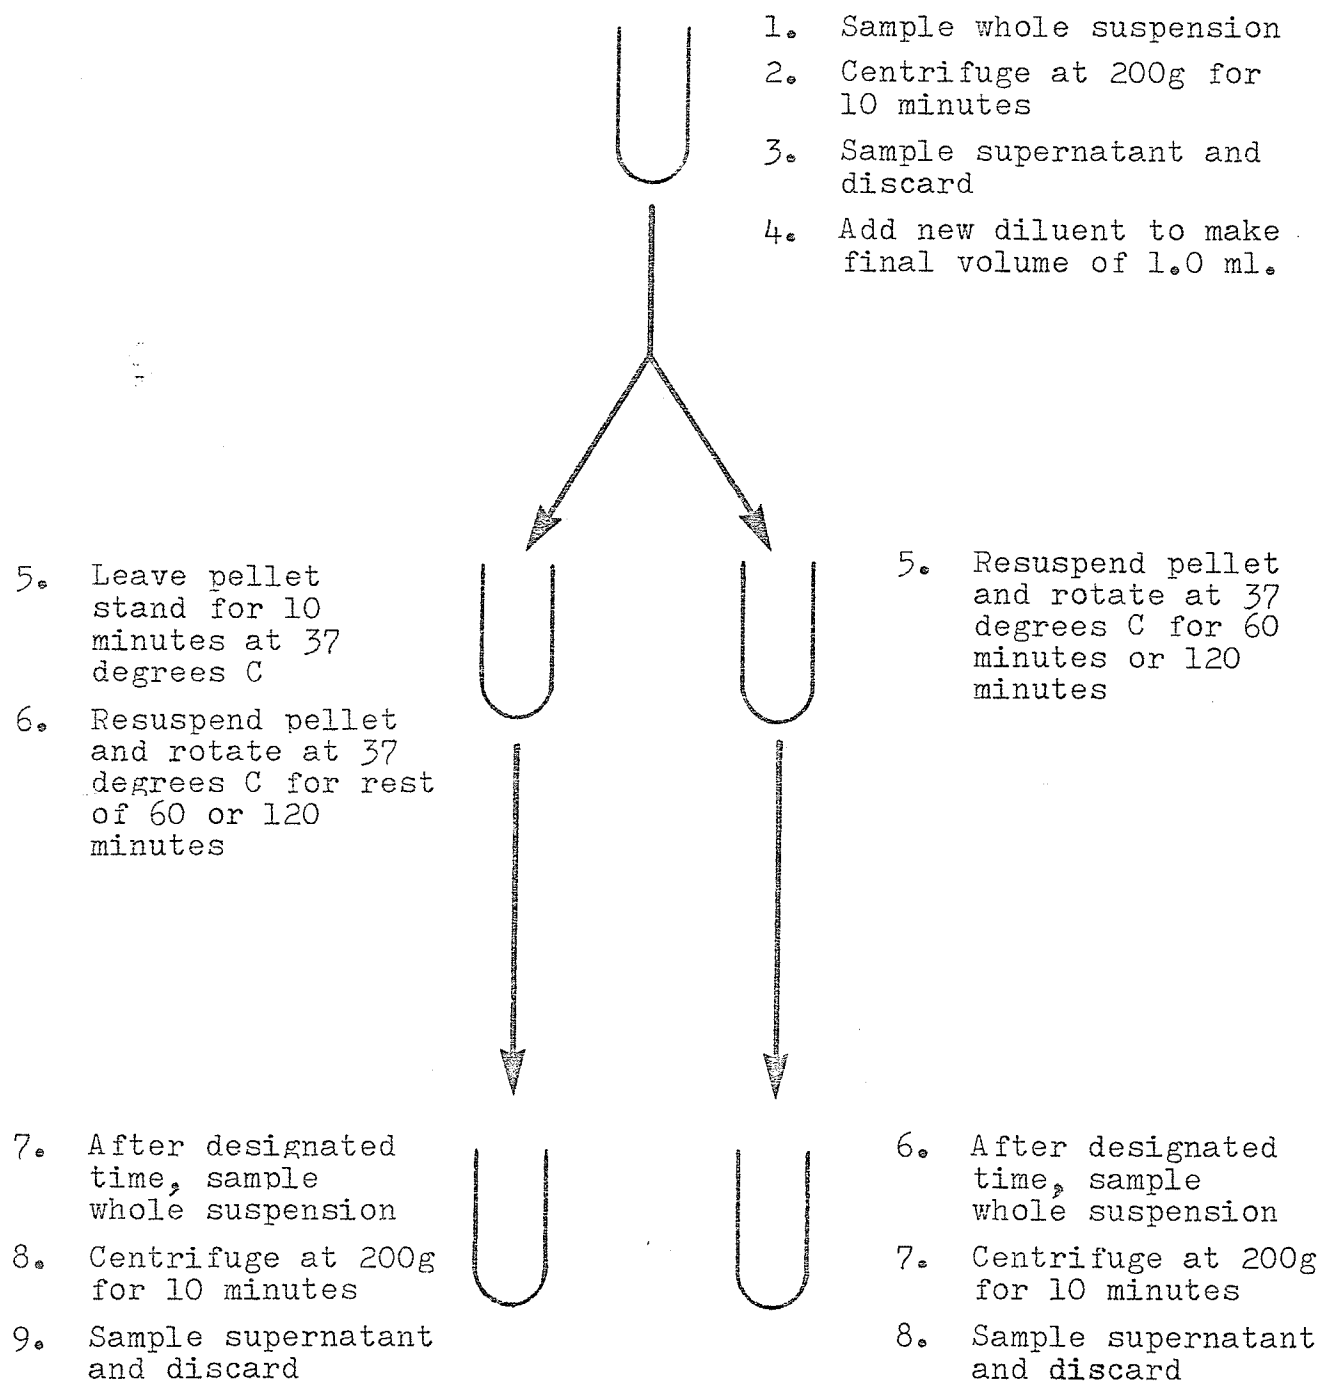 1. Sample whole suspension
2. Centrifuge at 200g for
10 minutes
3. Sample supernatant and
discard
4. Add new diluent to make
final volume of 1.0 ml.
5. Leave pellet
stand for 10
minutes at 37
degrees C
6. Resuspend pellet
and rotate at 37
degrees C for rest
of 60 or 120
minutes
5. Resuspend pellet
and rotate at 37
degrees C for 60
minutes or 120
minutes
7. After designated
time, sample
whole suspension
8. Centrifuge at 200g
for 10 minutes
9. Sample supernatant
and discard
6. After designated
time, sample
whole suspension
7. Centrifuge at 200g
for 10 minutes
8. Sample supernatant
and discard